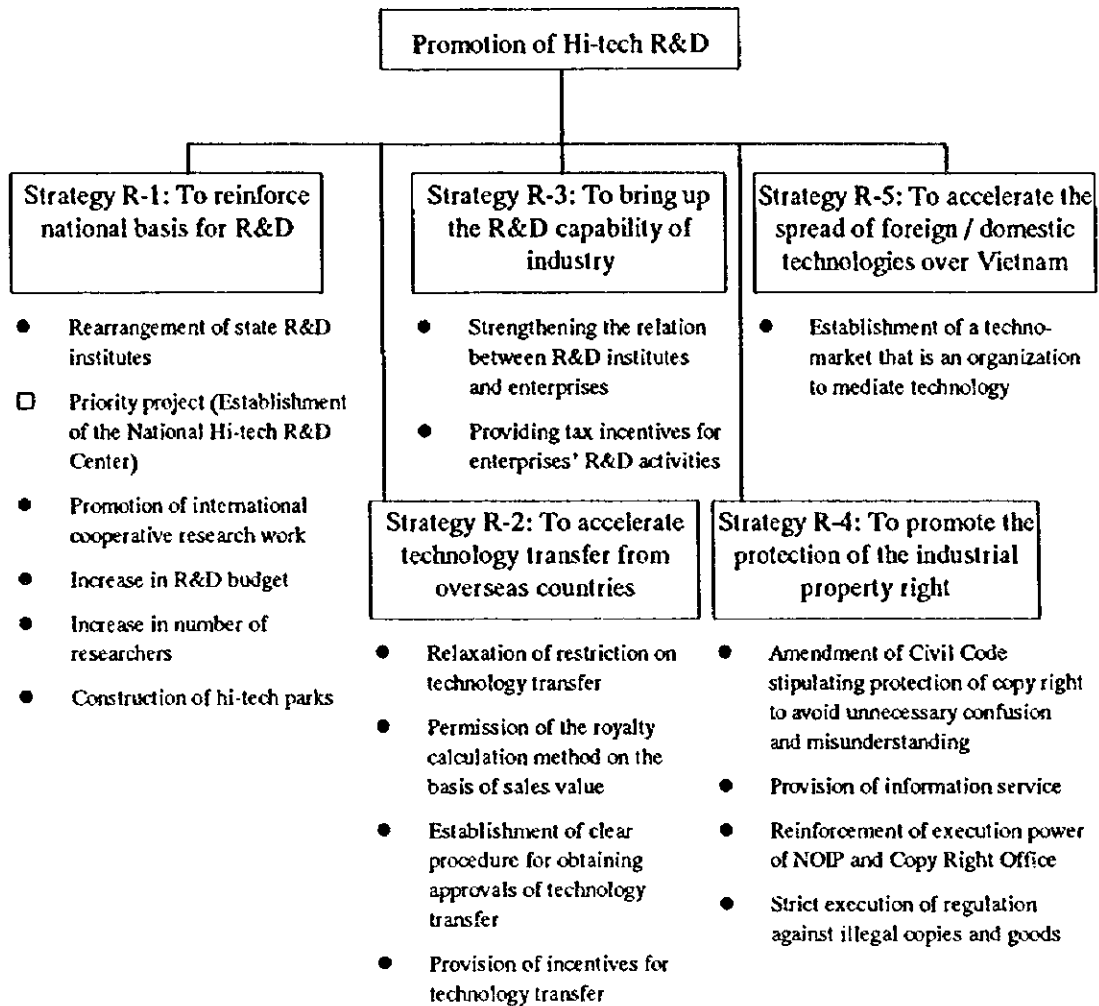 Promotion of Hi-tech R&D
Strategy R-1: To reinforce
national basis for R&D
● Rearrangement of state R&D
institutes
□ Priority project (Establishment
of the National Hi-tech R&D
Center)
● Promotion of international
cooperative research work
● Increase in R&D budget
● Increase in number of
researchers
● Construction of hi-tech parks
Strategy R-3: To bring up
the R&D capability of
industry
● Strengthening the relation
between R&D institutes
and enterprises
● Providing tax incentives for
enterprises' R&D activities
Strategy R-5: To accelerate the
spread of foreign / domestic
technologies over Vietnam
● Establishment of a techno-
market that is an organization
to mediate technology
Strategy R-2: To accelerate
technology transfer from
overseas countries
● Relaxation of restriction on
technology transfer
● Permission of the royalty
calculation method on the
basis of sales value
● Establishment of clear
procedure for obtaining
approvals of technology
transfer
● Provision of incentives for
technology transfer
Strategy R-4: To promote the
protection of the industrial
property right
● Amendment of Civil Code
stipulating protection of copy right
to avoid unnecessary confusion
and misunderstanding
● Provision of information service
● Reinforcement of execution power
of NOIP and Copy Right Office
● Strict execution of regulation
against illegal copies and goods